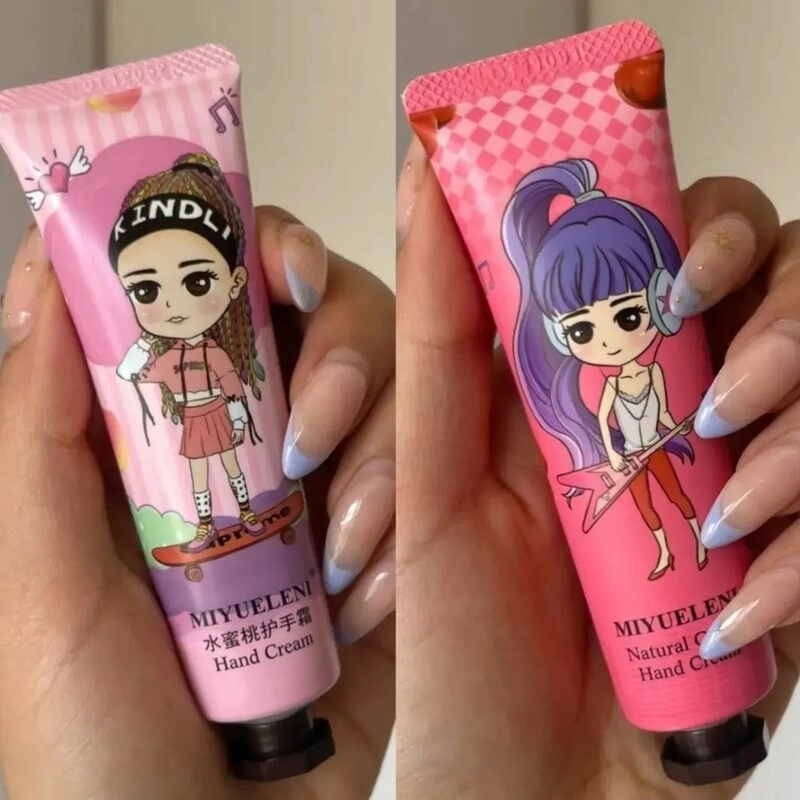 KINDLI
Supreme
MIYUELENI
水蜜桃护手霜
Hand Cream
MIYUELENI
Natural
Hand Cream